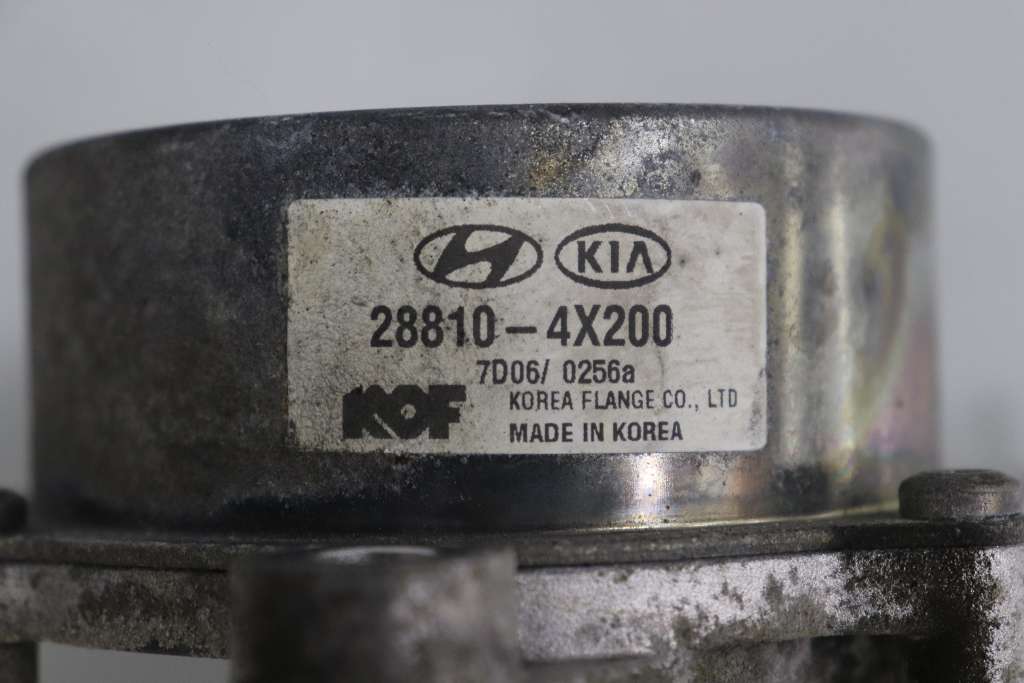 KIA
28810-4X200
7D06/ 0256a
KOF KOREA FLANGE CO., LTD
MADE IN KOREA